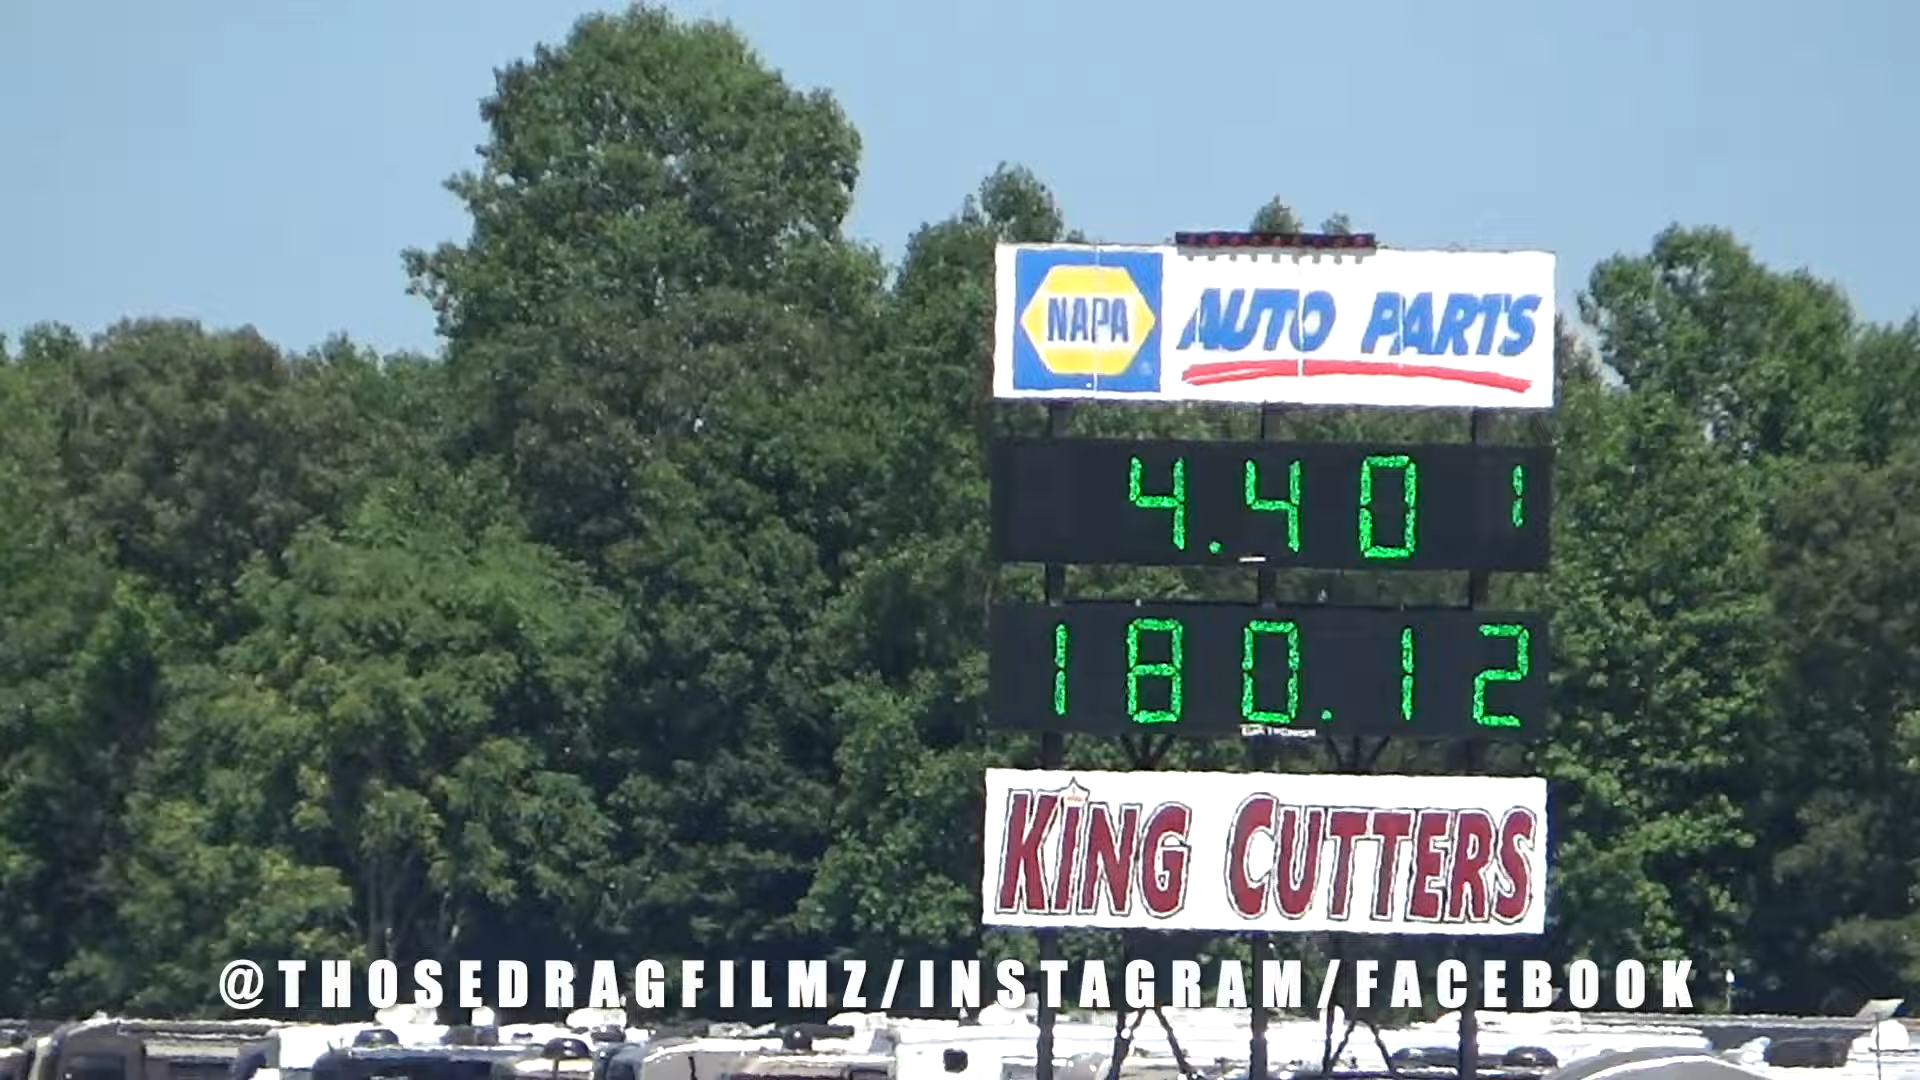 NAPA AUTO PARTS
4.40 1
180.12
KING CUTTERS
@THOSEDRAGFILMZ/INSTAGRAM/FACEBOOK